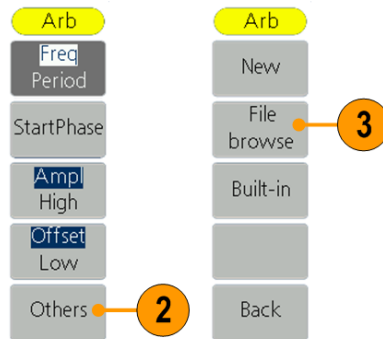 Arb
Freq
Period
StartPhase
Ampl
High
Offset
Low
Others
2
Arb
New
File
browse
3
Built-in
Back